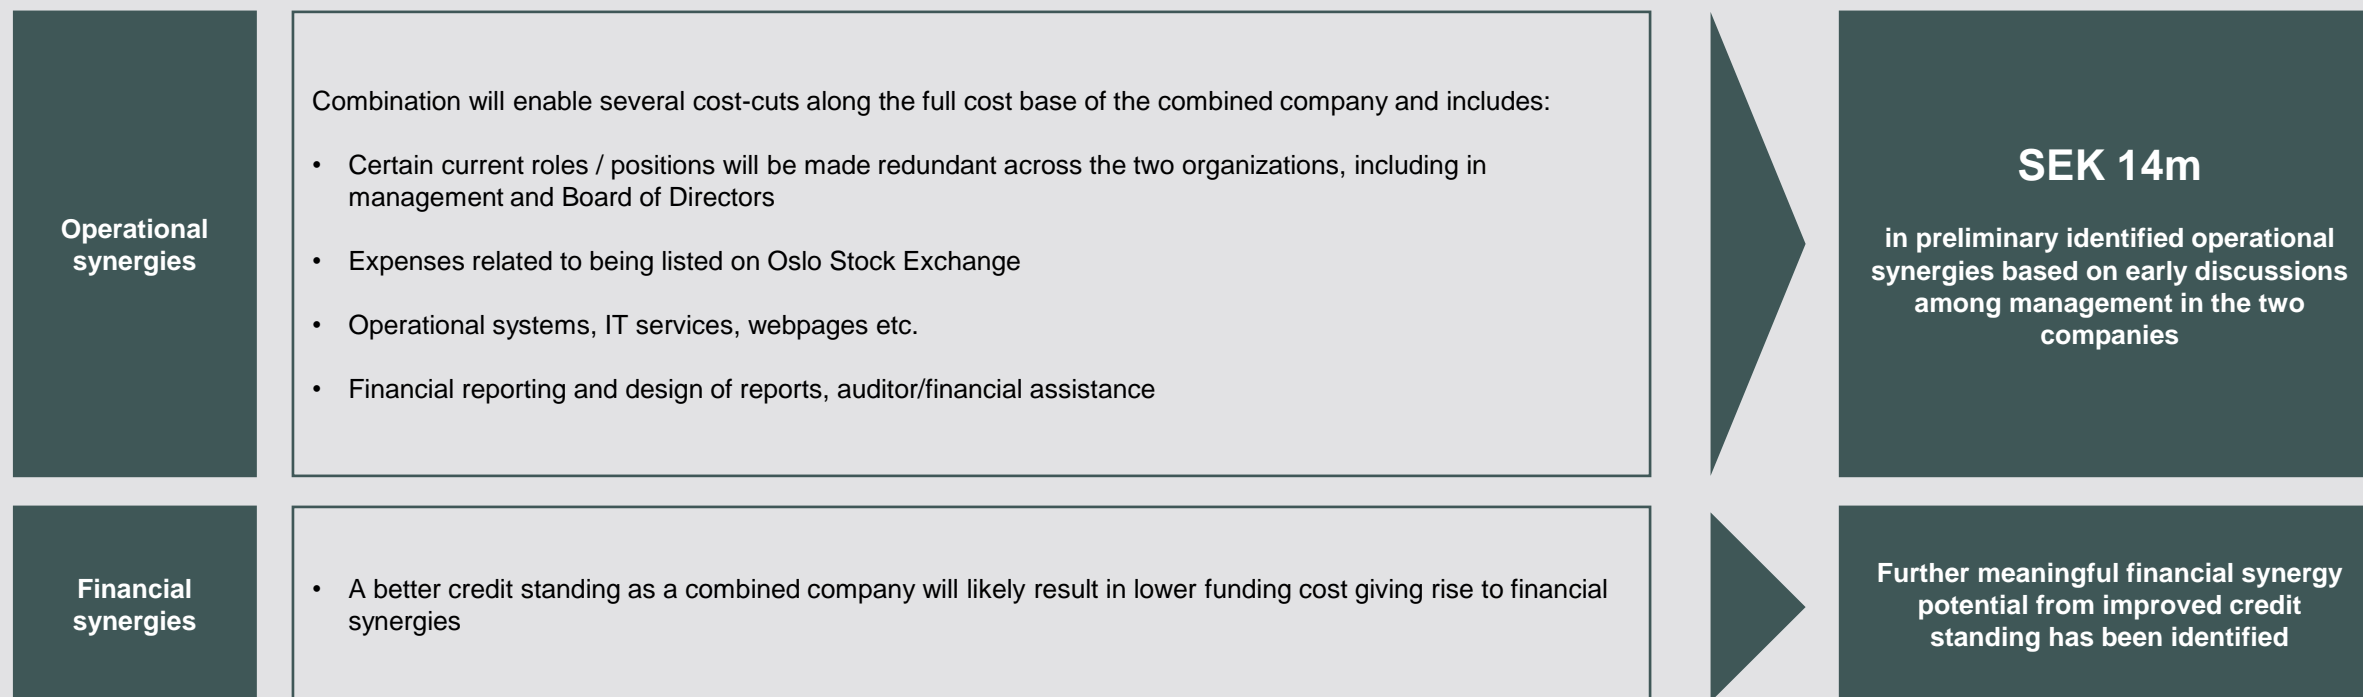 Operational
synergies
Combination will enable several cost-cuts along the full cost base of the combined company and includes:
• Certain current roles / positions will be made redundant across the two organizations, including in
management and Board of Directors
• Expenses related to being listed on Oslo Stock Exchange
• Operational systems, IT services, webpages etc.
• Financial reporting and design of reports, auditor/financial assistance
SEK 14m
in preliminary identified operational
synergies based on early discussions
among management in the two
companies
Financial
synergies
• A better credit standing as a combined company will likely result in lower funding cost giving rise to financial
synergies
Further meaningful financial synergy
potential from improved credit
standing has been identified